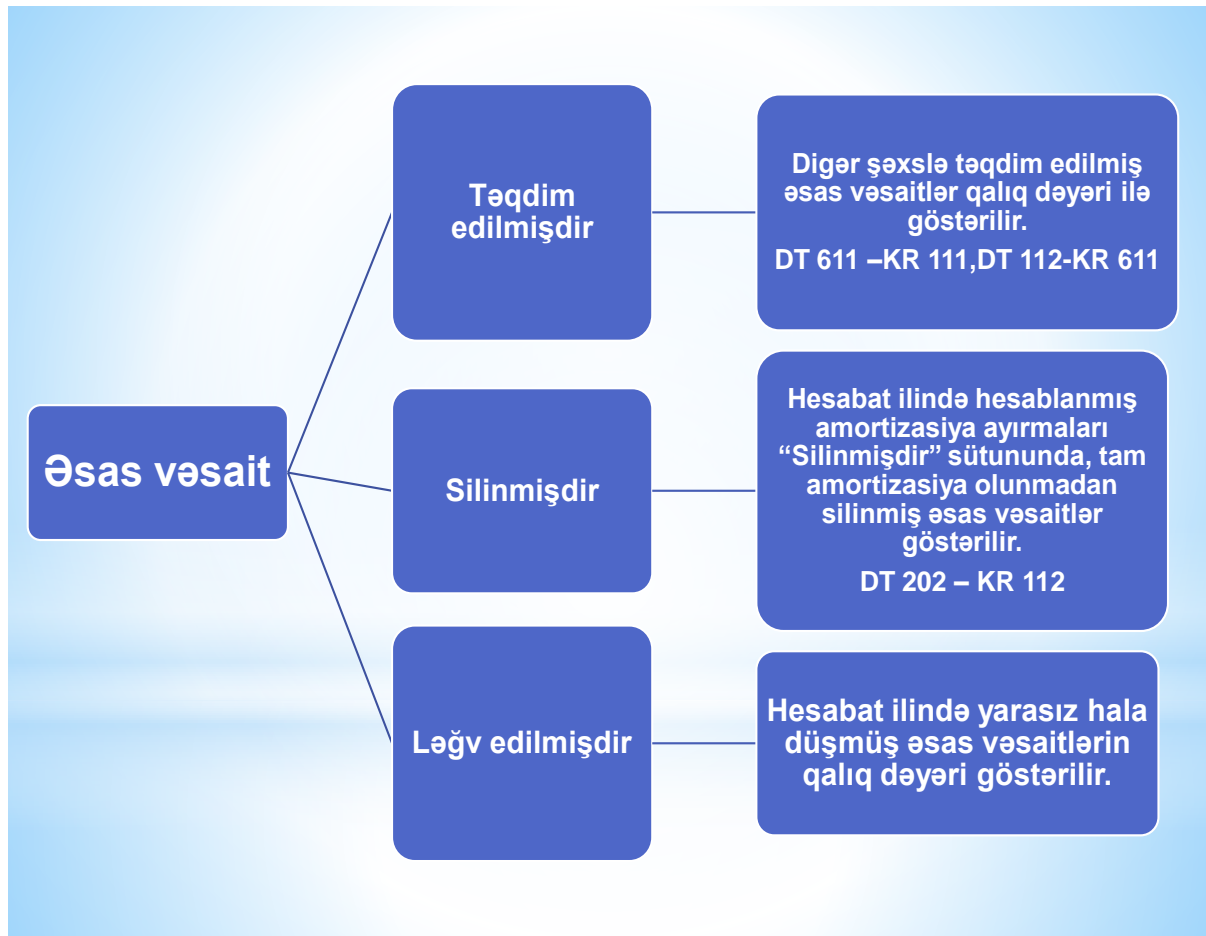 Əsas vəsait
Təqdim
edilmişdir
Digər şəxslə təqdim edilmiş
əsas vəsaitlər qalıq dəyəri ilə
göstərilir.
DT 611 –KR 111,DT 112-KR 611
Silinmişdir
Hesabat ilində hesablanmış
amortizasiya ayırmaları
“Silinmişdir” sütununda, tam
amortizasiya olunmadan
silinmiş əsas vəsaitlər
göstərilir.
DT 202 – KR 112
Ləğv edilmişdir
Hesabat ilində yarasız hala
düşmüş əsas vəsaitlərin
qalıq dəyəri göstərilir.